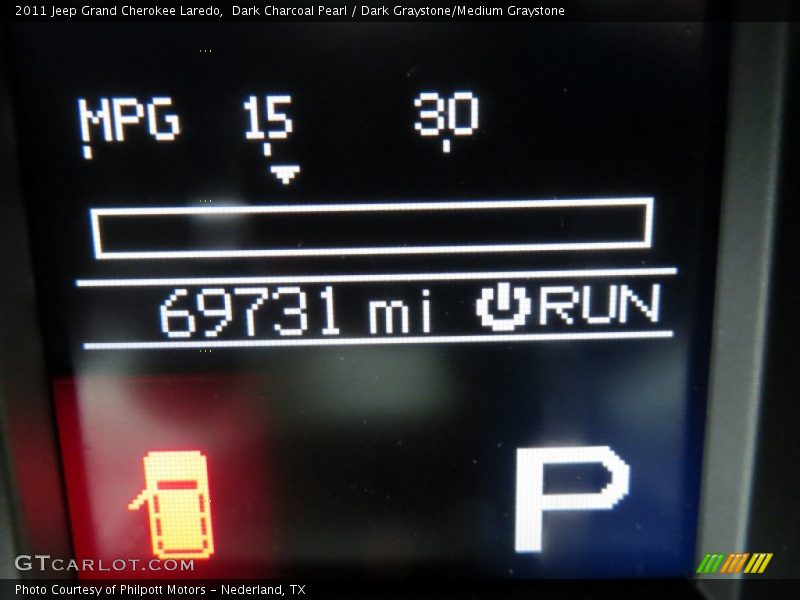 2011 Jeep Grand Cherokee Laredo,  Dark Charcoal Pearl / Dark Graystone/Medium Graystone
MPG 15 30
69731 mi RUN
P
GTCARLOT.COM
Photo Courtesy of Philpott Motors - Nederland, TX